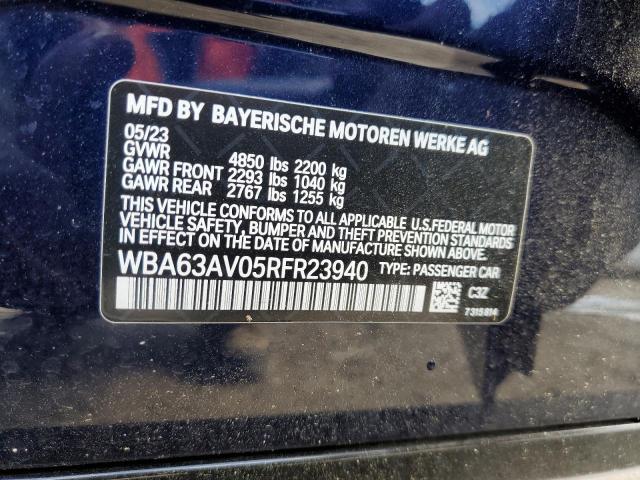 MFD BY BAYERISCHE MOTOREN WERKE AG
05/23
GVWR 4850 lbs 2200 kg
GAWR FRONT 2293 lbs 1040 kg
GAWR REAR 2767 lbs 1255 kg
THIS VEHICLE CONFORMS TO ALL APPLICABLE U.S.FEDERAL MOTOR
VEHICLE SAFETY, BUMPER AND THEFT PREVENTION STANDARDS
IN EFFECT ON THE DATE OF MANUFACTURE SHOWN ABOVE.
WBA63AV05RFR23940 TYPE: PASSENGER CAR
C3Z
7315814